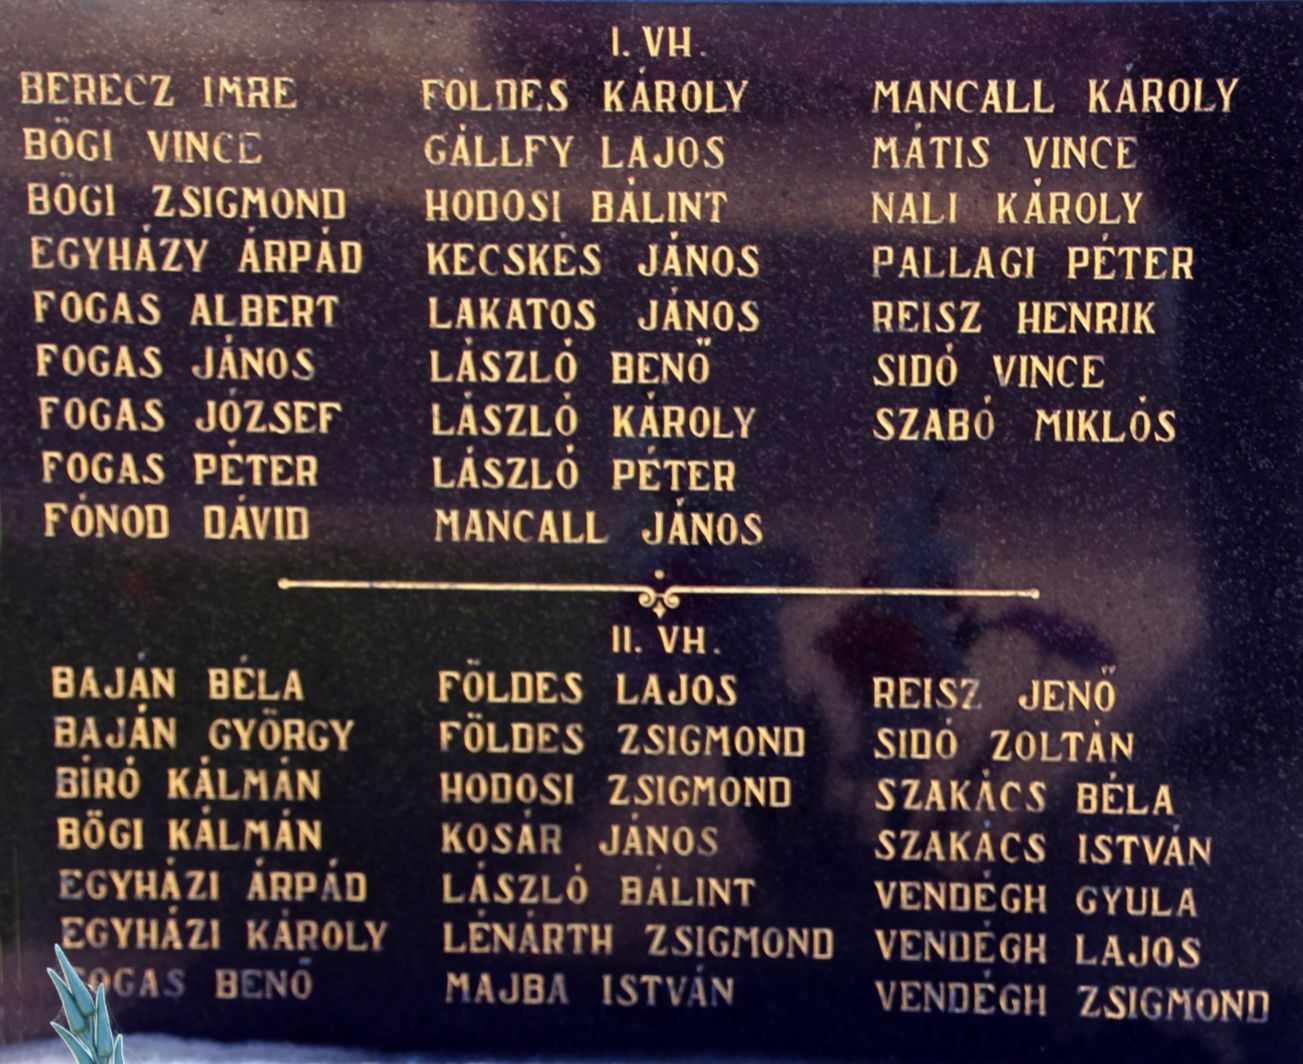 I. VH.
BERECZ IMRE
BÖGI VINCE
BÖGI ZSIGMOND
EGYHÁZY ÁRPÁD
FOGAS ALBERT
FOGAS JÁNOS
FOGAS JÓZSEF
FOGAS PÉTER
FÓNOD DÁVID
FOLDES KÁROLY
GÁLLFY LAJOS
HODOSI BÁLINT
KECSKÉS JÁNOS
LAKATOS JÁNOS
LÁSZLÓ BENŐ
LÁSZLÓ KÁROLY
LÁSZLÓ PÉTER
MANCALL JÁNOS
MANCALL KÁROLY
MÁTIS VINCE
NALI KÁROLY
PALLAGI PÉTER
REISZ HENRIK
SIDÓ VINCE
SZABÓ MIKLÓS
II. VH.
BAJÁN BÉLA
BAJÁN GYÖRGY
BÍRÓ KÁLMÁN
BÖGI KÁLMÁN
EGYHÁZI ÁRPÁD
EGYHÁZI KÁROLY
FOGAS BENŐ
FÖLDES LAJOS
FÖLDES ZSIGMOND
HODOSI ZSIGMOND
KOSÁR JÁNOS
LÁSZLÓ BÁLINT
LÉNÁRTH ZSIGMOND
MAJBA ISTVÁN
REISZ JENŐ
SIDÓ ZOLTÁN
SZAKÁCS BÉLA
SZAKÁCS ISTVÁN
VENDÉGH GYULA
VENDÉGH LAJOS
VENDÉGH ZSIGMOND